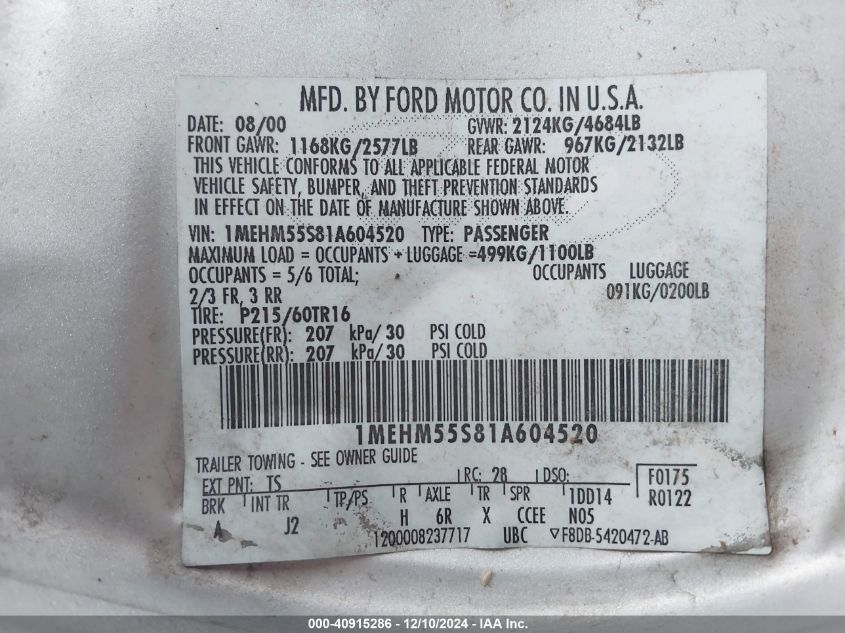 MFD. BY FORD MOTOR CO. IN U.S.A.
DATE: 08/00 GVWR: 2124KG/4684LB
FRONT GAWR: 1168KG/2577LB REAR GAWR: 967KG/2132LB
THIS VEHICLE CONFORMS TO ALL APPLICABLE FEDERAL MOTOR
VEHICLE SAFETY, BUMPER, AND THEFT PREVENTION STANDARDS
IN EFFECT ON THE DATE OF MANUFACTURE SHOWN ABOVE.
VIN: 1MEHM55S81A604520 TYPE: PASSENGER
MAXIMUM LOAD = OCCUPANTS + LUGGAGE =499KG/1100LB
OCCUPANTS = 5/6 TOTAL; OCCUPANTS LUGGAGE
2/3 FR, 3 RR 091KG/0200LB
TIRE: P215/60TR16
PRESSURE(FR): 207 kPa/30 PSI COLD
PRESSURE(RR): 207 kPa/30 PSI COLD
1MEHM55S81A604520
TRAILER TOWING - SEE OWNER GUIDE
EXT PNT: TS RC: 28 DSO: F0175
BRK INT TR TP/PS R AXLE TR SPR 1DD14 R0122
A J2 H 6R X CCEE N05
1200008237717 UBC ▽F8DB-5420472-AB
000-40915286 - 12/10/2024 - IAA Inc.